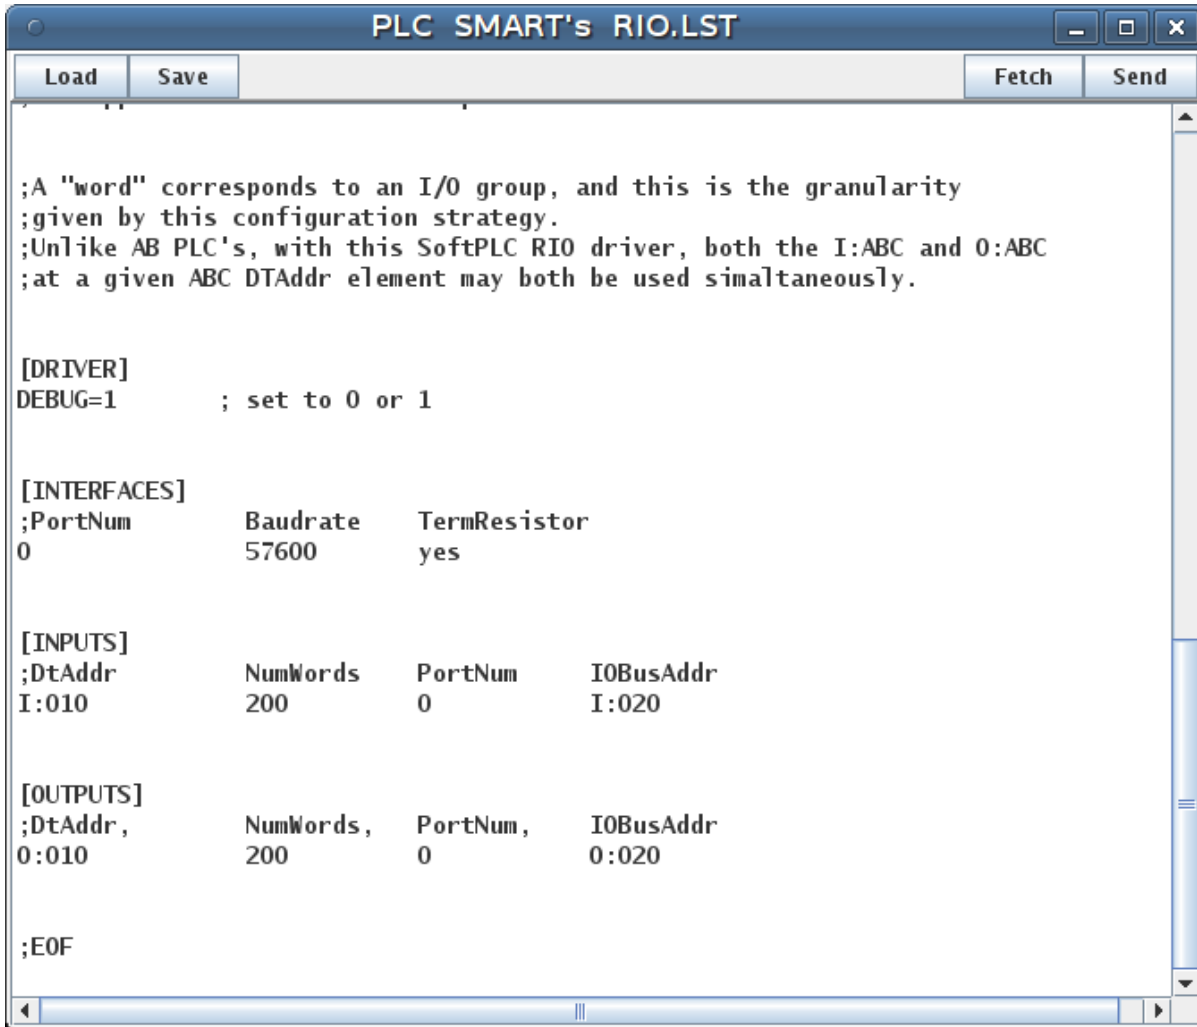 PLC SMART's RIO.LST
Load Save Fetch Send
;A "word" corresponds to an I/O group, and this is the granularity
;given by this configuration strategy.
;Unlike AB PLC's, with this SoftPLC RIO driver, both the I:ABC and O:ABC
;at a given ABC DTAddr element may both be used simaltaneously.
[DRIVER]
DEBUG=1 ; set to 0 or 1
[INTERFACES]
;PortNum Baudrate TermResistor
0 57600 yes
[INPUTS]
;DtAddr NumWords PortNum IOBusAddr
I:010 200 0 I:020
[OUTPUTS]
;DtAddr, NumWords, PortNum, IOBusAddr
O:010 200 0 O:020
;EOF